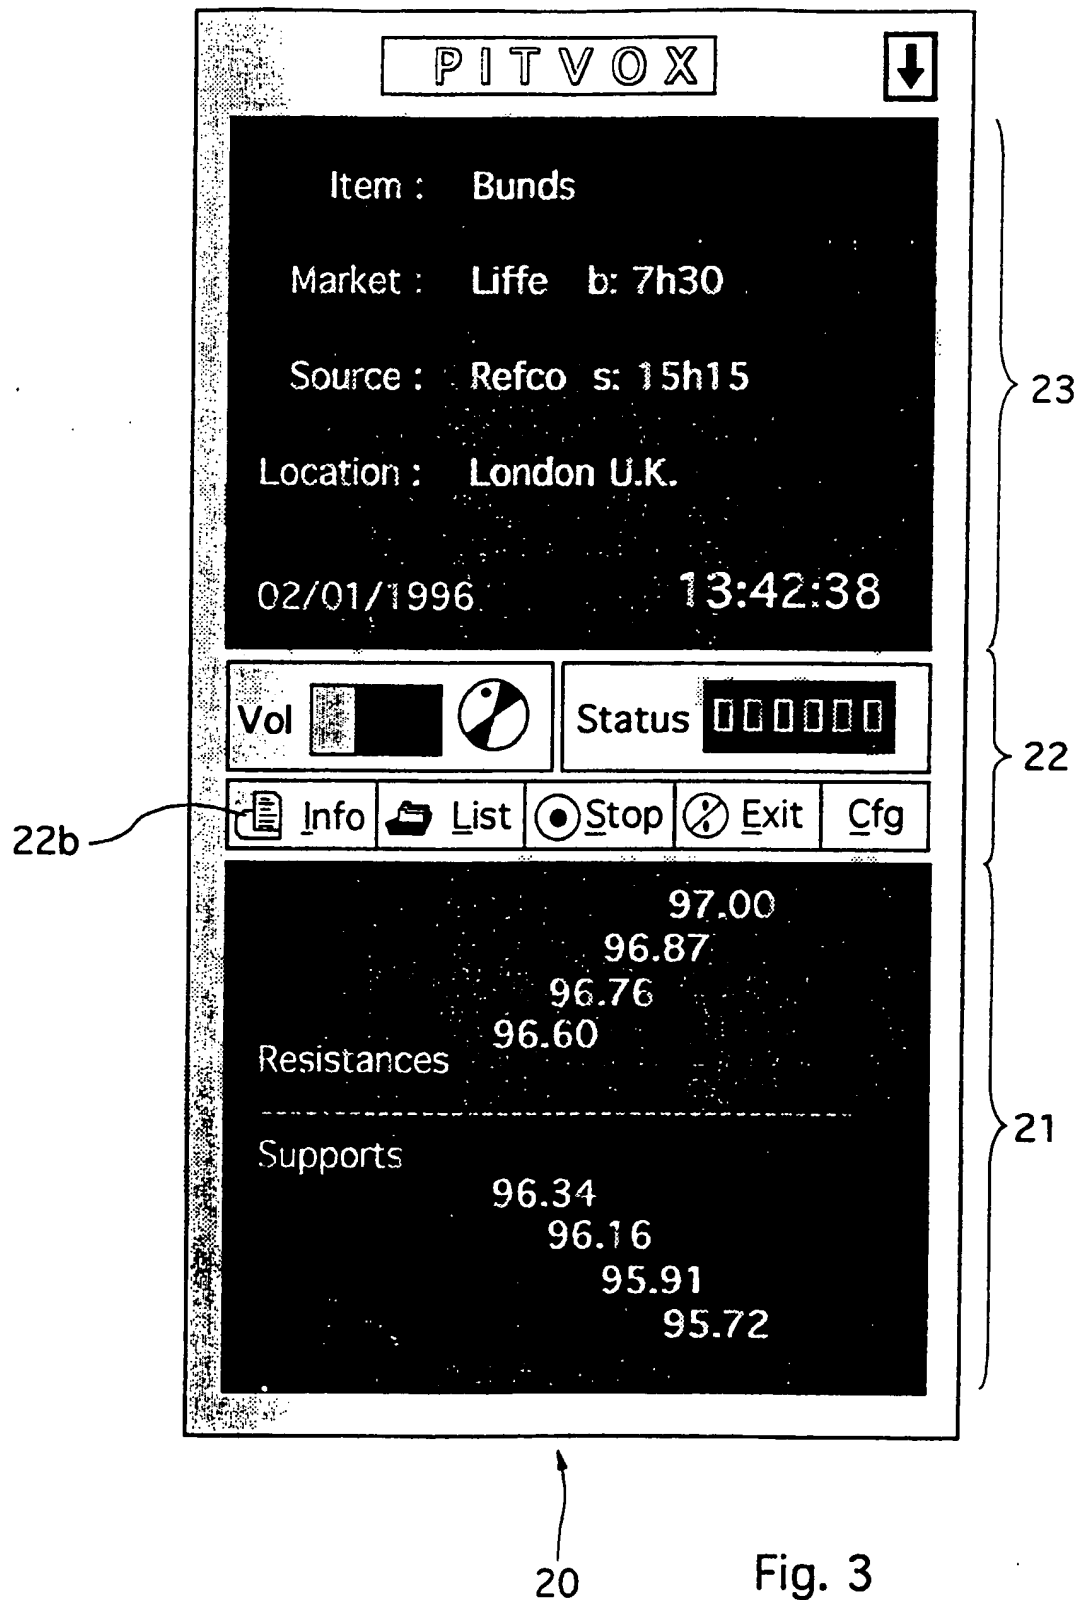 PITVOX
Item : Bunds
Market : Liffe b: 7h30
Source : Refco s: 15h15
Location : London U.K.
02/01/1996 13:42:38
23
Vol Status
22
Info List Stop Exit Cfg
22b
97.00
96.87
96.76
96.60
Resistances
21
Supports
96.34
96.16
95.91
95.72
20
Fig. 3